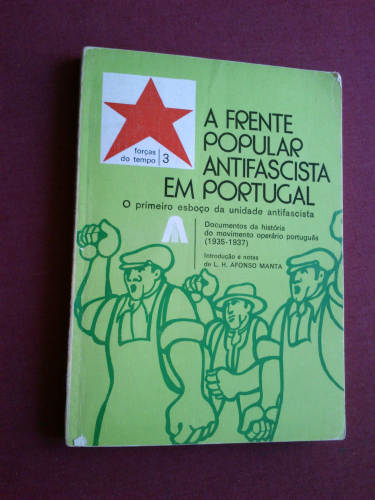 forças
do tempo 3
A FRENTE
POPULAR
ANTIFASCISTA
EM PORTUGAL
O primeiro esboço da unidade antifascista
Documentos da história
do movimento operário português
(1935-1937)
Introdução e notas
de L. H. AFONSO MANTA